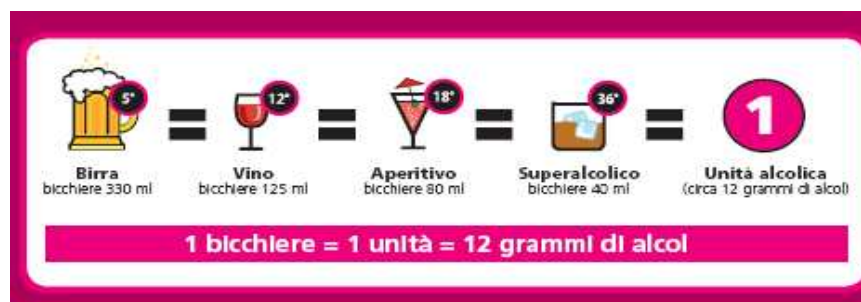 5°
12°
18°
36°
1
Birra
bicchiere 330 ml
Vino
bicchiere 125 ml
Aperitivo
bicchiere 80 ml
Superalcolico
bicchiere 40 ml
Unità alcolica
(circa 12 grammi di alcol)
1 bicchiere = 1 unità = 12 grammi di alcol